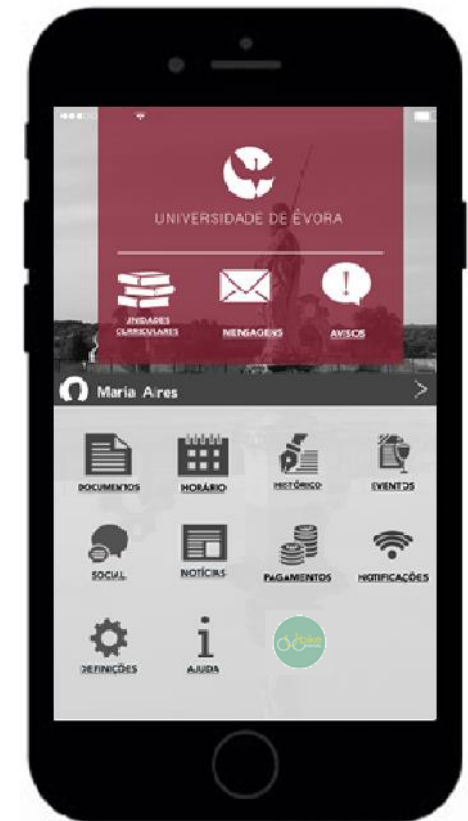 UNIVERSIDADE DE ÉVORA
UNIDADES
CURRICULARES
MENSAGENS
AVISOS
Maria Aires
DOCUMENTOS
HORÁRIO
HISTÓRICO
EVENTOS
SOCIAL
NOTÍCIAS
PAGAMENTOS
NOTIFICAÇÕES
DEFINIÇÕES
AJUDA
bike